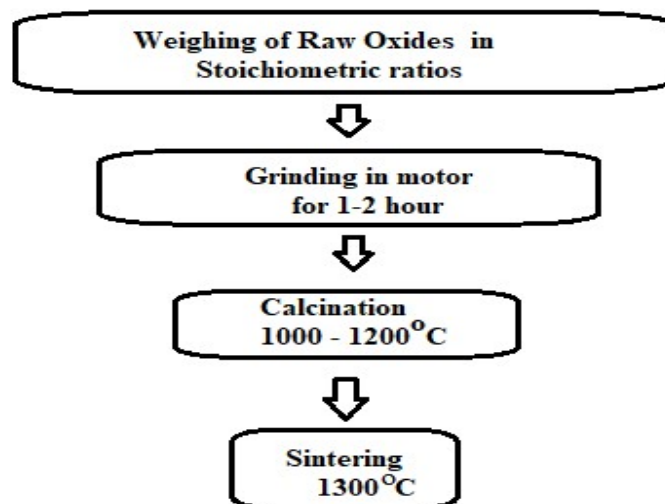 Weighing of Raw Oxides in
Stoichiometric ratios
Grinding in motor
for 1-2 hour
Calcination
1000 - 1200°C
Sintering
1300°C